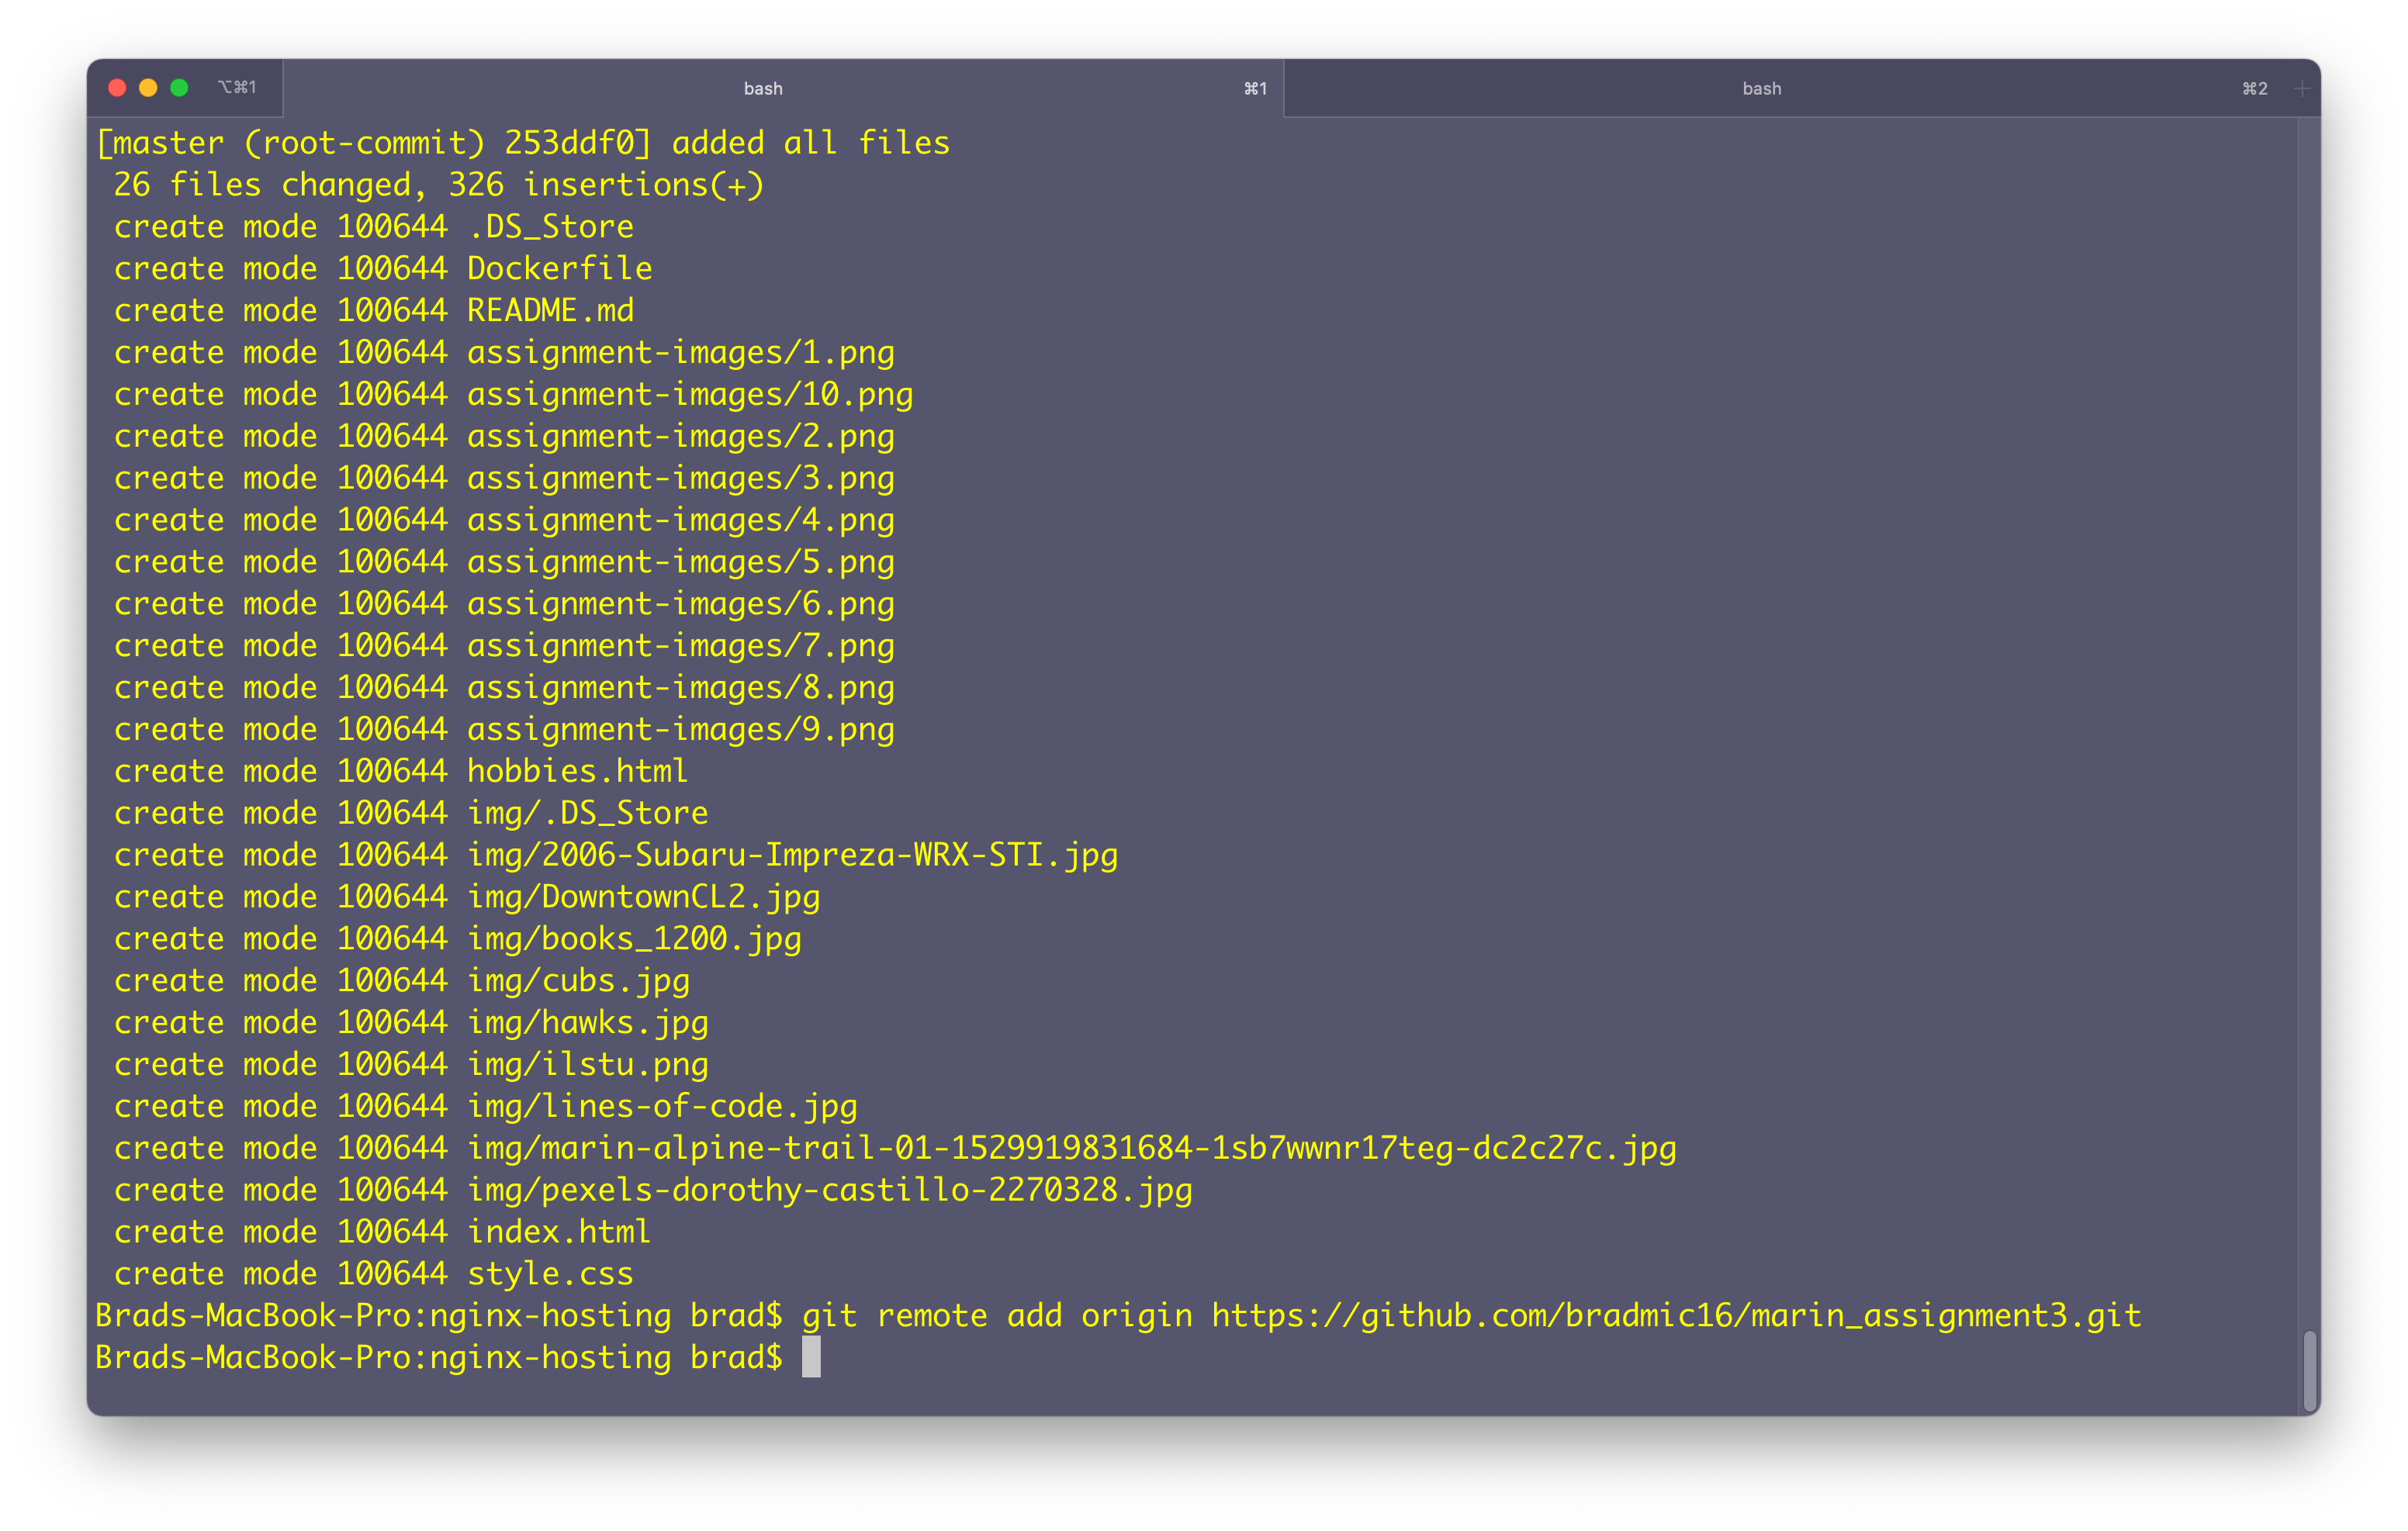 ⌥⌘1 bash ⌘1 bash ⌘2 +
[master (root-commit) 253ddf0] added all files
 26 files changed, 326 insertions(+)
 create mode 100644 .DS_Store
 create mode 100644 Dockerfile
 create mode 100644 README.md
 create mode 100644 assignment-images/1.png
 create mode 100644 assignment-images/10.png
 create mode 100644 assignment-images/2.png
 create mode 100644 assignment-images/3.png
 create mode 100644 assignment-images/4.png
 create mode 100644 assignment-images/5.png
 create mode 100644 assignment-images/6.png
 create mode 100644 assignment-images/7.png
 create mode 100644 assignment-images/8.png
 create mode 100644 assignment-images/9.png
 create mode 100644 hobbies.html
 create mode 100644 img/.DS_Store
 create mode 100644 img/2006-Subaru-Impreza-WRX-STI.jpg
 create mode 100644 img/DowntownCL2.jpg
 create mode 100644 img/books_1200.jpg
 create mode 100644 img/cubs.jpg
 create mode 100644 img/hawks.jpg
 create mode 100644 img/ilstu.png
 create mode 100644 img/lines-of-code.jpg
 create mode 100644 img/marin-alpine-trail-01-1529919831684-1sb7wwnr17teg-dc2c27c.jpg
 create mode 100644 img/pexels-dorothy-castillo-2270328.jpg
 create mode 100644 index.html
 create mode 100644 style.css
Brads-MacBook-Pro:nginx-hosting brad$ git remote add origin https://github.com/bradmic16/marin_assignment3.git
Brads-MacBook-Pro:nginx-hosting brad$